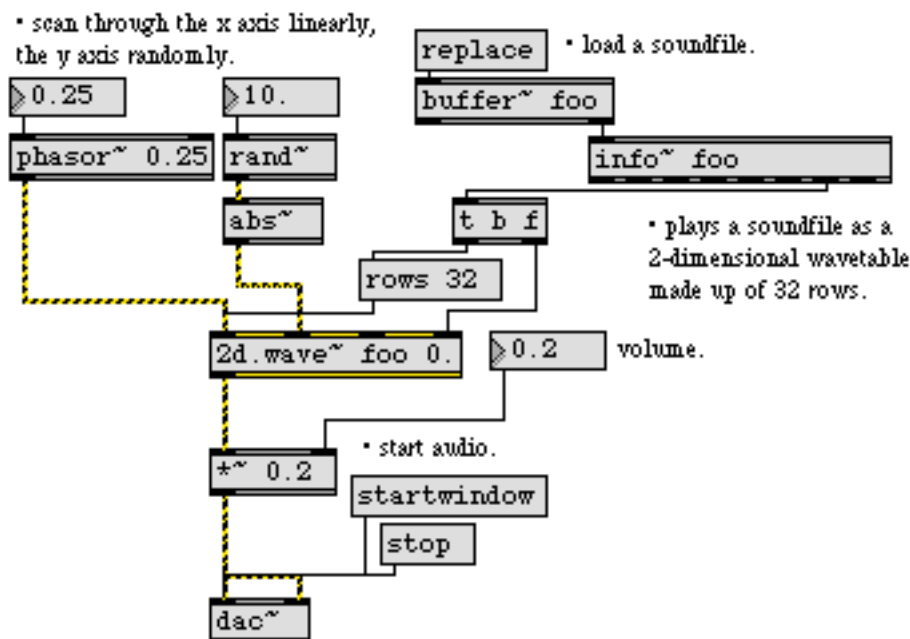 • scan through the x axis linearly,
the y axis randomly.
replace
• load a soundfile.
0.25
10.
buffer~ foo
phasor~ 0.25
rand~
info~ foo
abs~
t b f
• plays a soundfile as a
2-dimensional wavetable
made up of 32 rows.
rows 32
2d.wave~ foo 0.
0.2
volume.
*~ 0.2
• start audio.
startwindow
stop
dac~